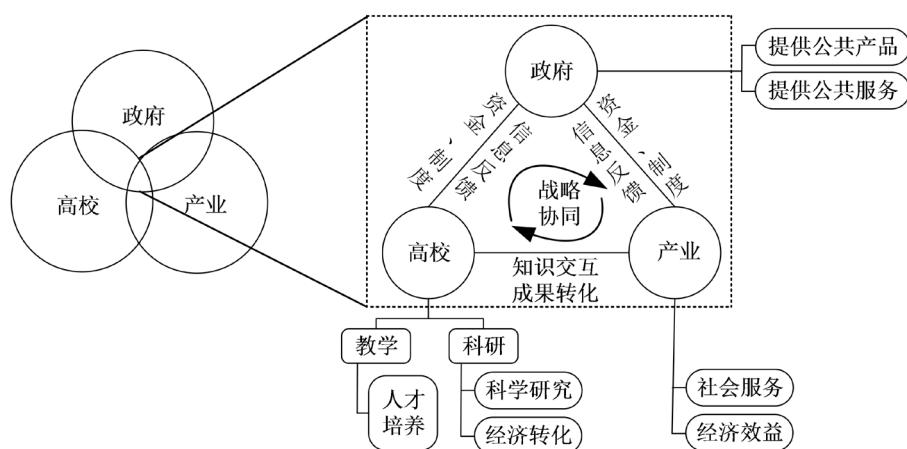 政府
高校
产业
政府
提供公共产品
提供公共服务
资金、制度
信息反馈
资金、制度
信息反馈
战略
协同
高校
产业
知识交互
成果转化
教学
科研
人才
培养
科学研究
经济转化
社会服务
经济效益